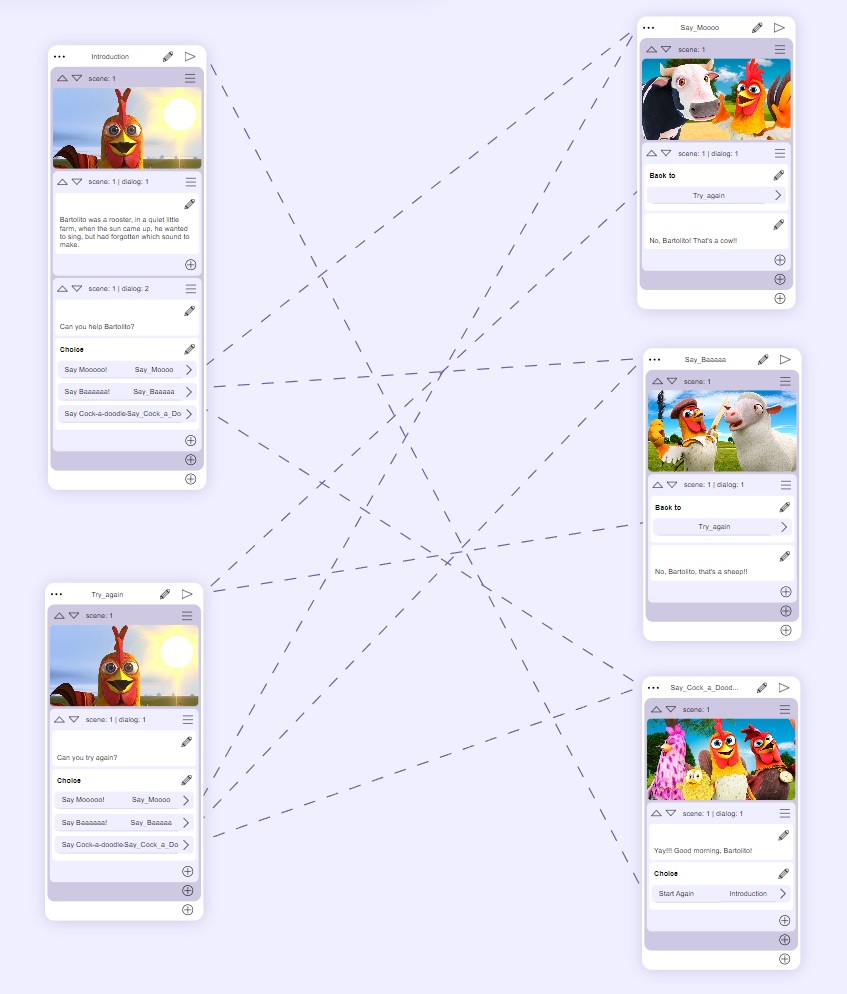 Introduction
scene: 1
scene: 1 | dialog: 1
Bartolito was a rooster, in a quiet little
farm, when the sun came up, he wanted
to sing, but had forgotten which sound to
make.
scene: 1 | dialog: 2
Can you help Bartolito?
Choice
Say Mooooo! Say_Moooo
Say Baaaaaa! Say_Baaaaa
Say Cock-a-doodle Say_Cock_a_Do
Try_again
scene: 1
scene: 1 | dialog: 1
Can you try again?
Choice
Say Mooooo! Say_Moooo
Say Baaaaaa! Say_Baaaaa
Say Cock-a-doodle Say_Cock_a_Do
Say_Moooo
scene: 1
scene: 1 | dialog: 1
Back to
Try_again
No, Bartolito! That's a cow!!
Say_Baaaaa
scene: 1
scene: 1 | dialog: 1
Back to
Try_again
No, Bartolito, that's a sheep!!
Say_Cock_a_Dood...
scene: 1
scene: 1 | dialog: 1
Yay!!! Good morning, Bartolito!
Choice
Start Again Introduction